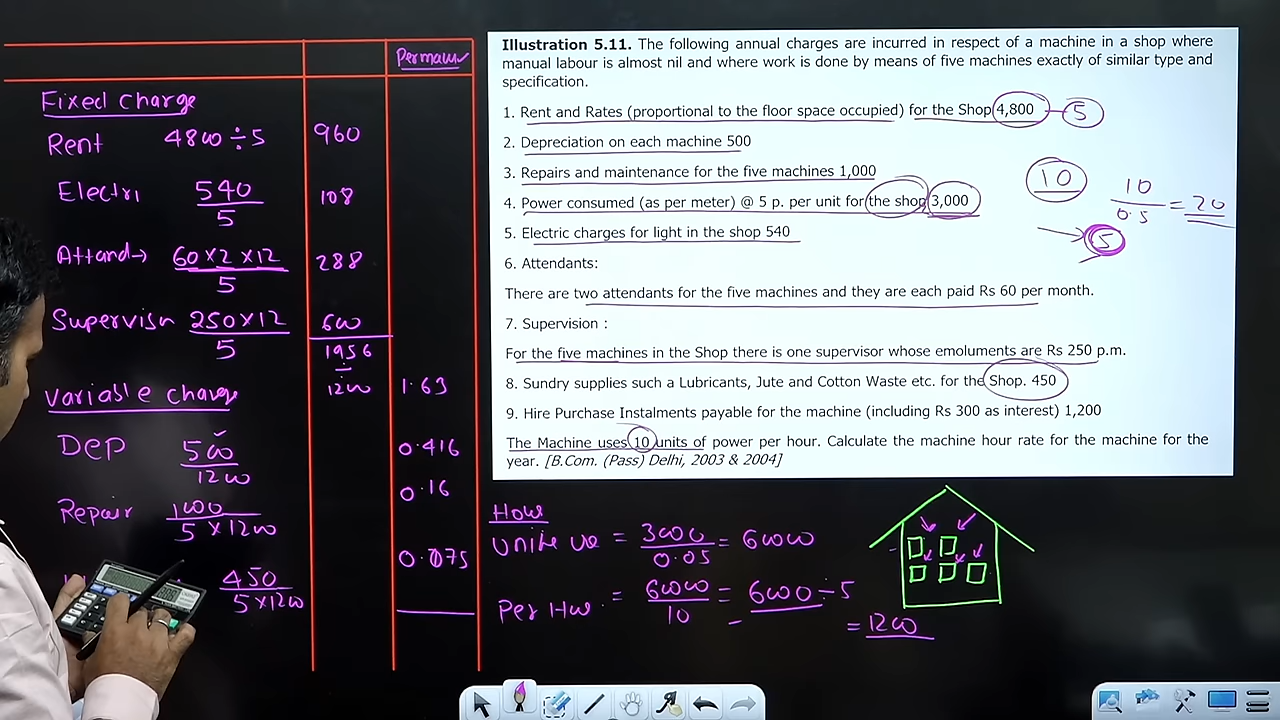 Per machi
Fixed Charge
Rent 4800 ÷ 5 960
Electri 540/5 108
Attand→ 60×2×12/5 288
Supervisn 250×12/5 600
1956
÷
1200 1.63
Variable charge
Dep 500/1200 0.416
Repair 1000/5×1200 0.16
450/5×1200 0.075
Illustration 5.11. The following annual charges are incurred in respect of a machine in a shop where
manual labour is almost nil and where work is done by means of five machines exactly of similar type and
specification.
1. Rent and Rates (proportional to the floor space occupied) for the Shop 4,800 — 5
2. Depreciation on each machine 500
3. Repairs and maintenance for the five machines 1,000
4. Power consumed (as per meter) @ 5 p. per unit for the shop 3,000
5. Electric charges for light in the shop 540
6. Attendants:
There are two attendants for the five machines and they are each paid Rs 60 per month.
7. Supervision :
For the five machines in the Shop there is one supervisor whose emoluments are Rs 250 p.m.
8. Sundry supplies such a Lubricants, Jute and Cotton Waste etc. for the Shop. 450
9. Hire Purchase Instalments payable for the machine (including Rs 300 as interest) 1,200
The Machine uses 10 units of power per hour. Calculate the machine hour rate for the machine for the
year. [B.Com. (Pass) Delhi, 2003 & 2004]
10
10/0.5 = 20
5
Hour
Units use = 3000/0.05 = 60000
Per Hour = 60000/10 = 6000 ÷ 5
= 1200